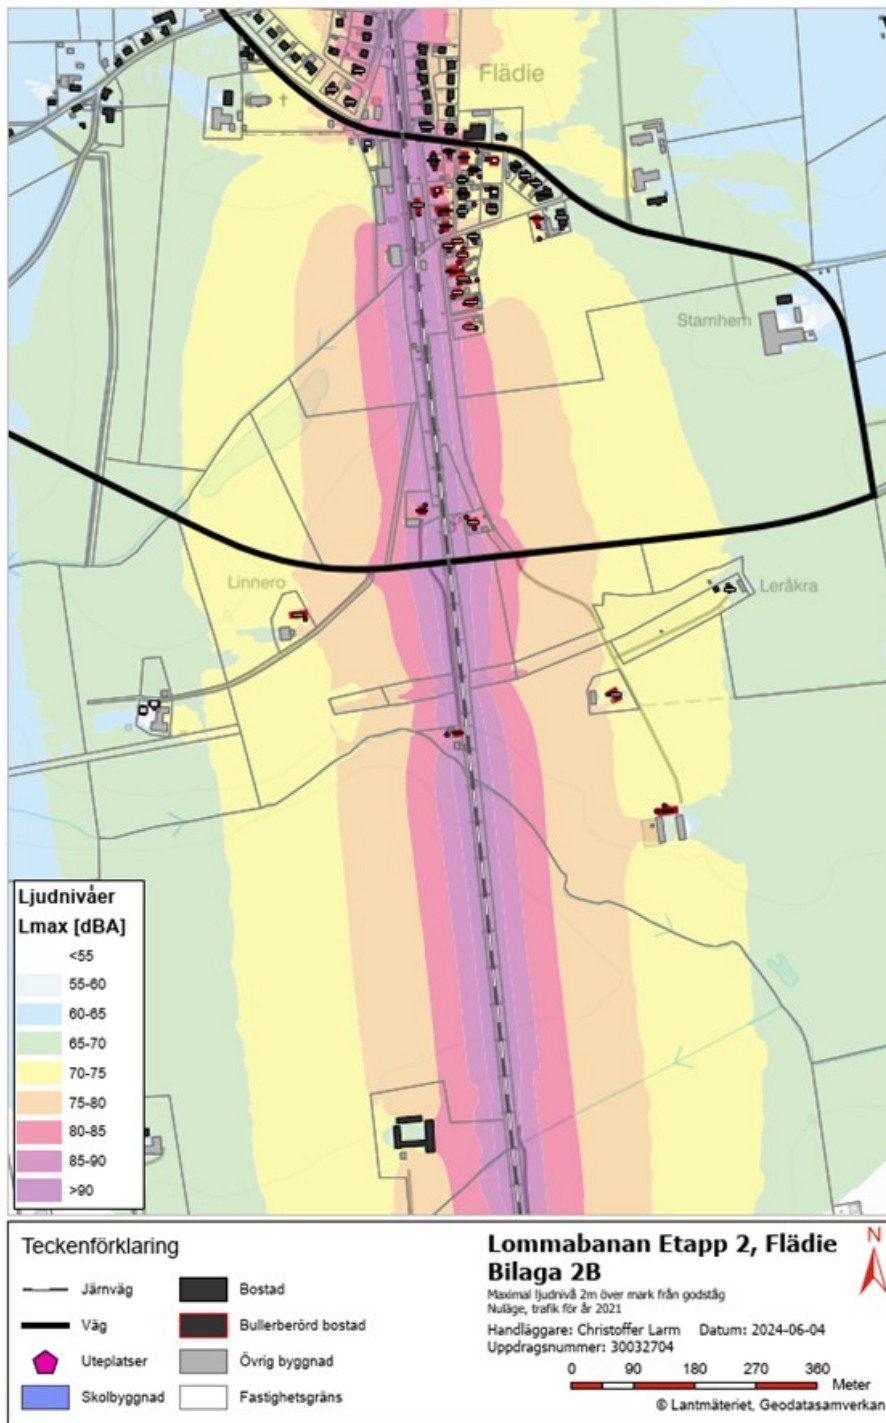 Flädie
Stamhem
Linnero
Leråkra
Ljudnivåer
Lmax [dBA]
<55
55-60
60-65
65-70
70-75
75-80
80-85
85-90
>90
Teckenförklaring
Järnväg
Väg
Uteplatser
Skolbyggnad
Bostad
Bullerberörd bostad
Övrig byggnad
Fastighetsgräns
Lommabanan Etapp 2, Flädie
Bilaga 2B
Maximal ljudnivå 2m över mark från godståg
Nuläge, trafik för år 2021
Handläggare: Christoffer Larm Datum: 2024-06-04
Uppdragsnummer: 30032704
N
0 90 180 270 360
Meter
© Lantmäteriet, Geodatasamverkan